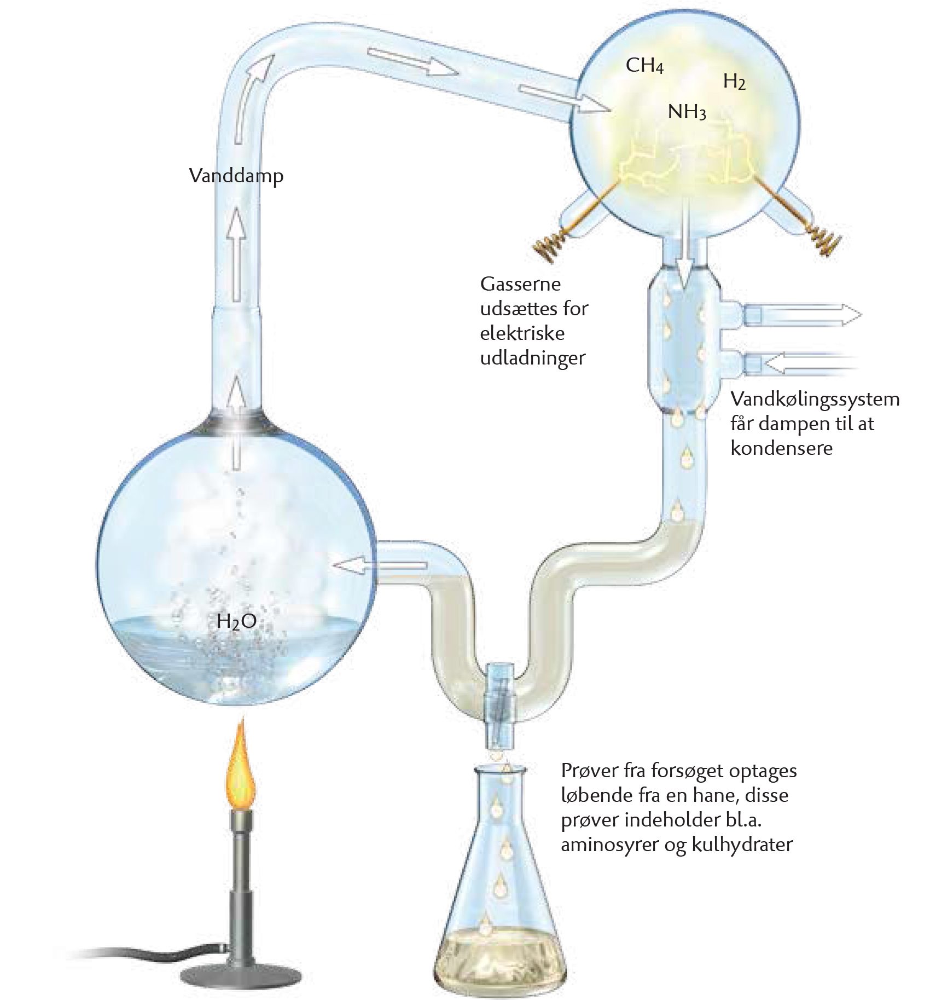 CH₄
H₂
NH₃
Vanddamp
Gasserne
udsættes for
elektriske
udladninger
Vandkølingssystem
får dampen til at
kondensere
H₂O
Prøver fra forsøget optages
løbende fra en hane, disse
prøver indeholder bl.a.
aminosyrer og kulhydrater